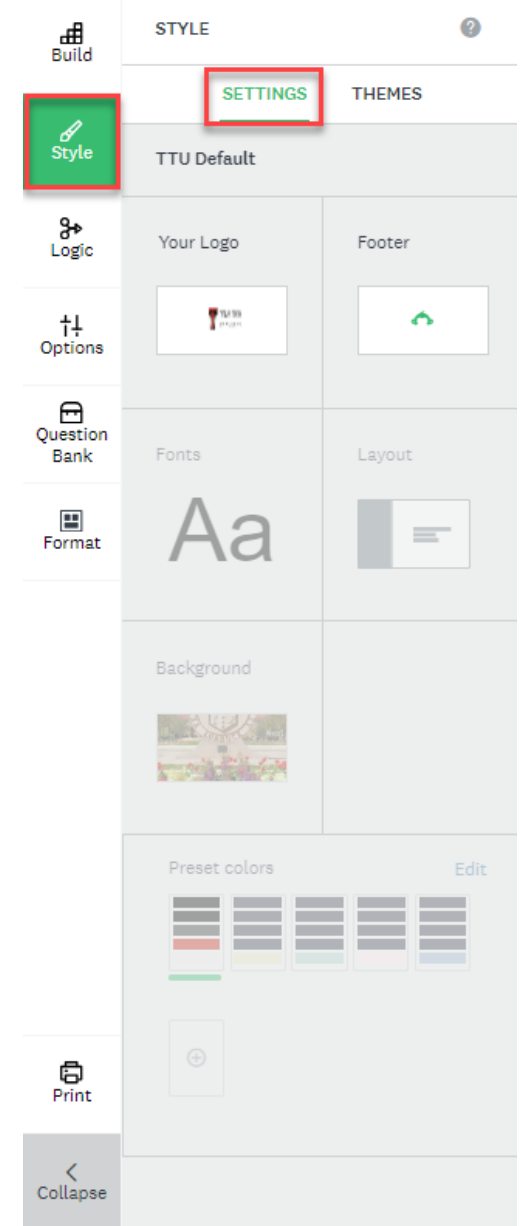 Build
Style
Logic
Options
Question
Bank
Format
Print
Collapse
STYLE
?
SETTINGS THEMES
TTU Default
Your Logo Footer
Fonts Layout
Aa
Background
Preset colors Edit